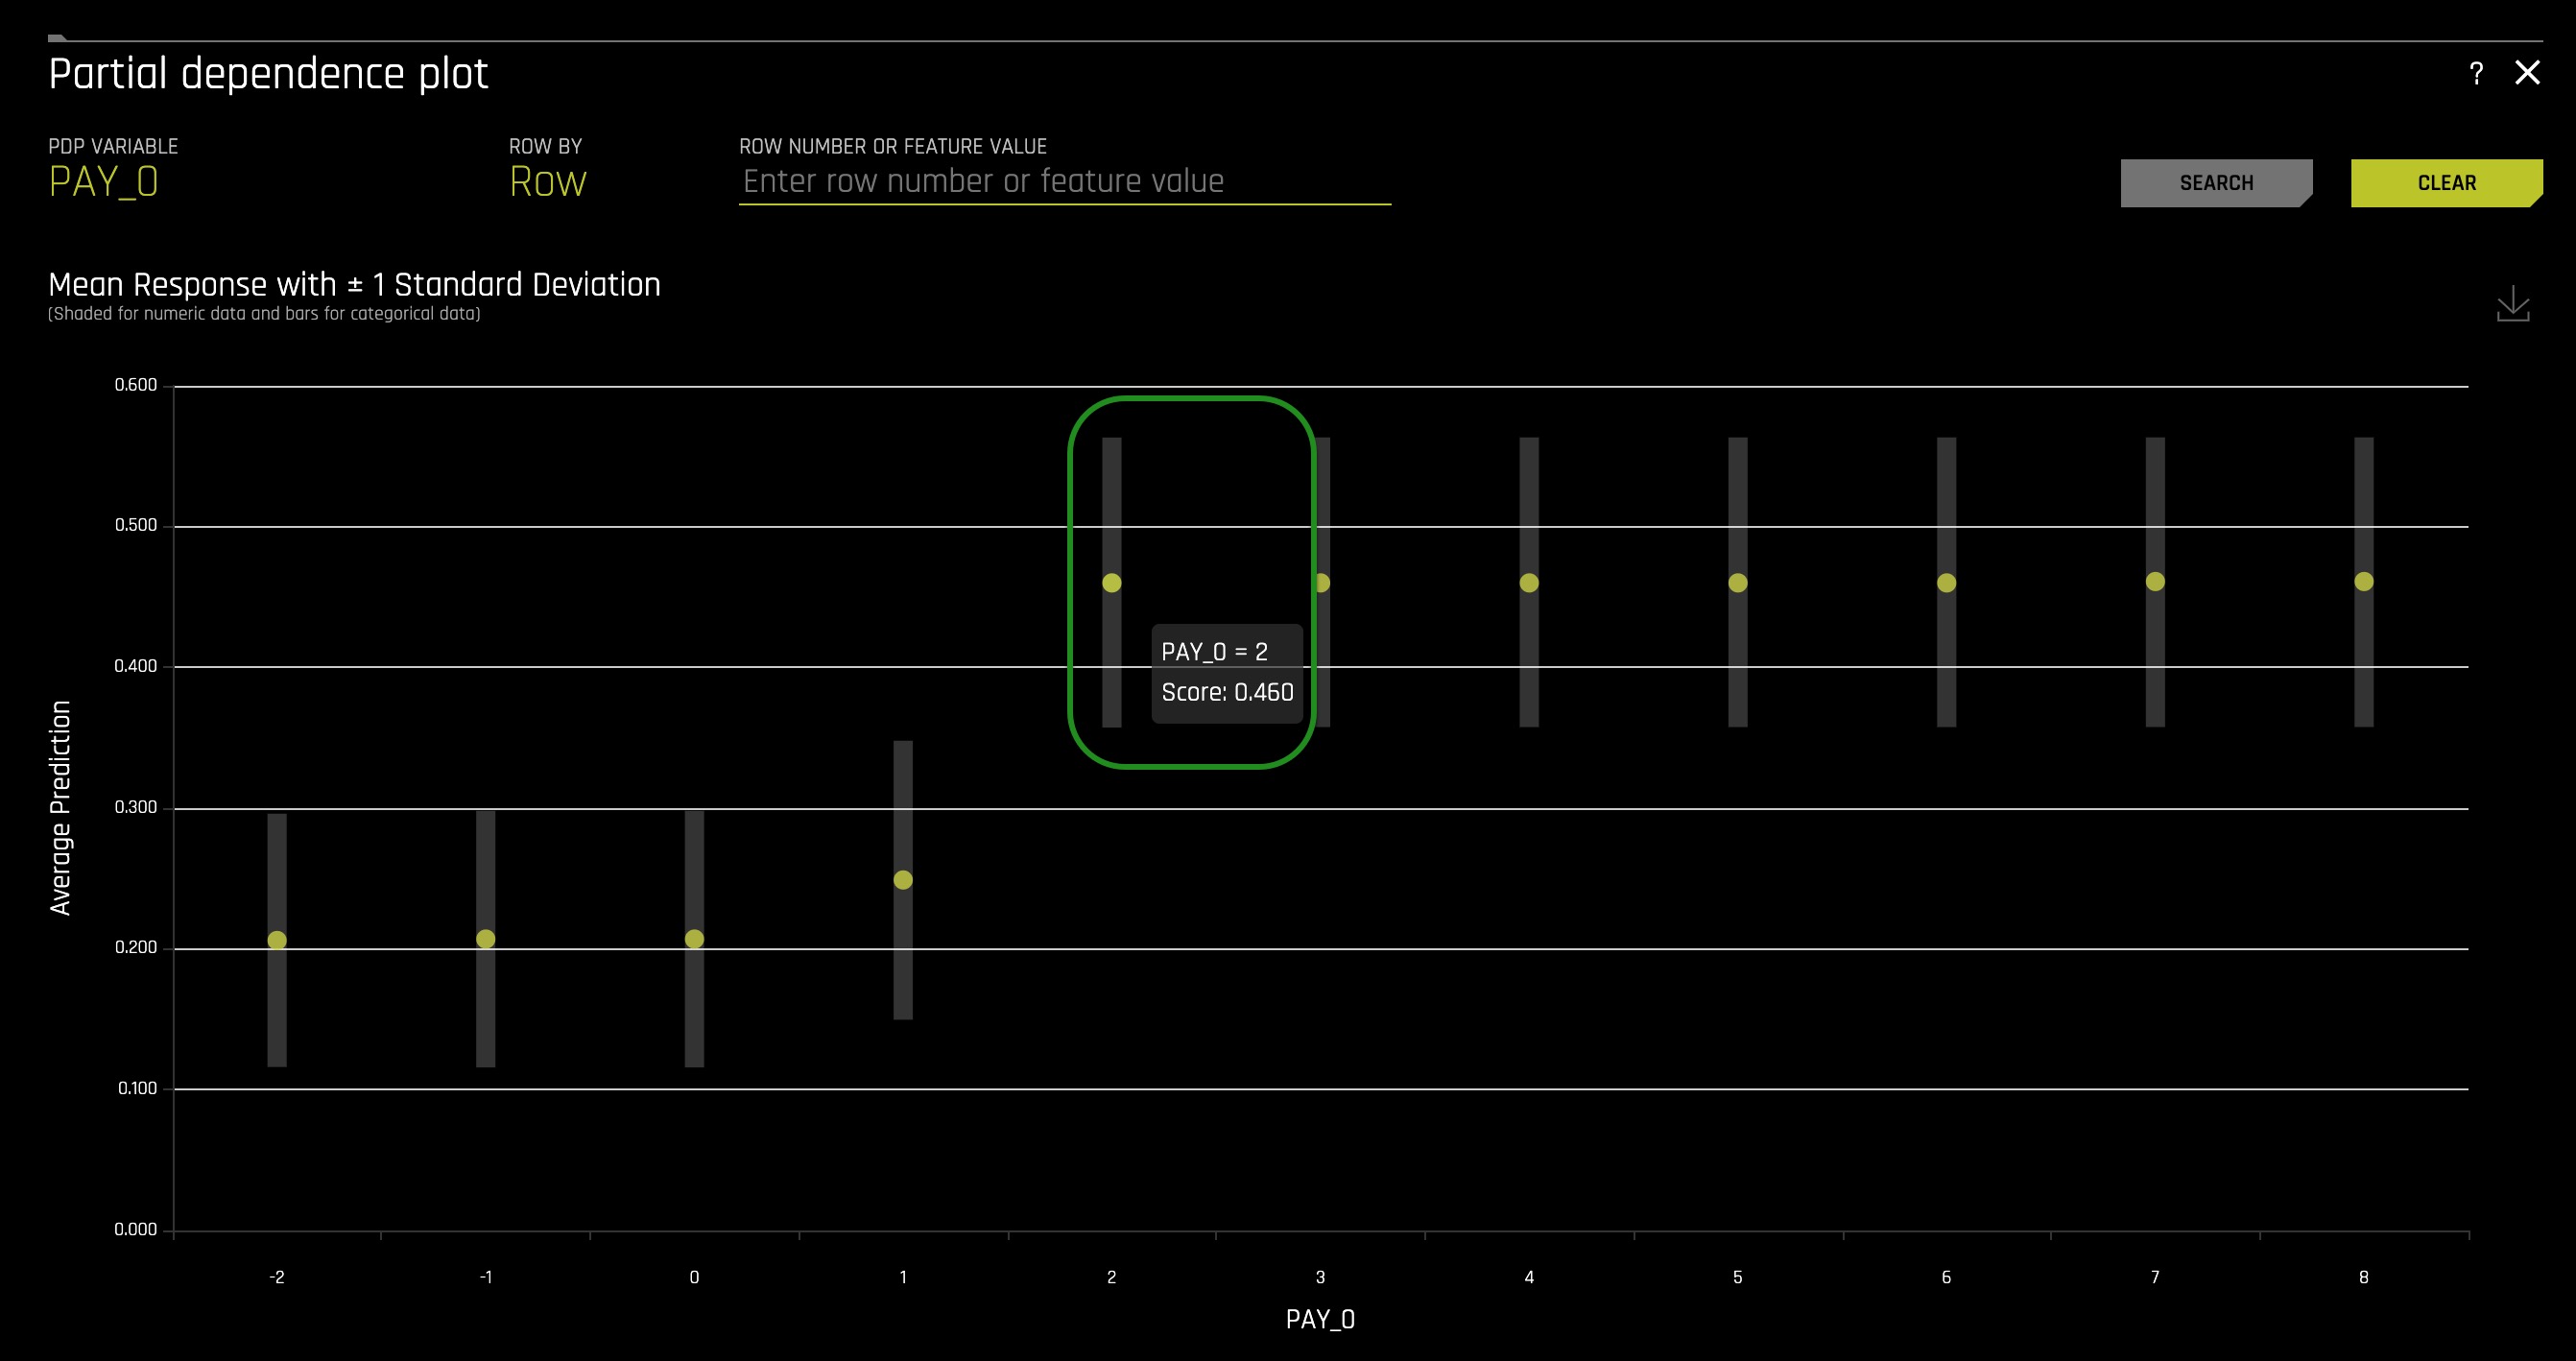 Partial dependence plot
?
PDP VARIABLE
PAY_0
ROW BY
Row
ROW NUMBER OR FEATURE VALUE
Enter row number or feature value
SEARCH
CLEAR
Mean Response with ± 1 Standard Deviation
(Shaded for numeric data and bars for categorical data)
Average Prediction
0.600
0.500
0.400
0.300
0.200
0.100
0.000
PAY_0 = 2
Score: 0.460
-2 -1 0 1 2 3 4 5 6 7 8
PAY_0